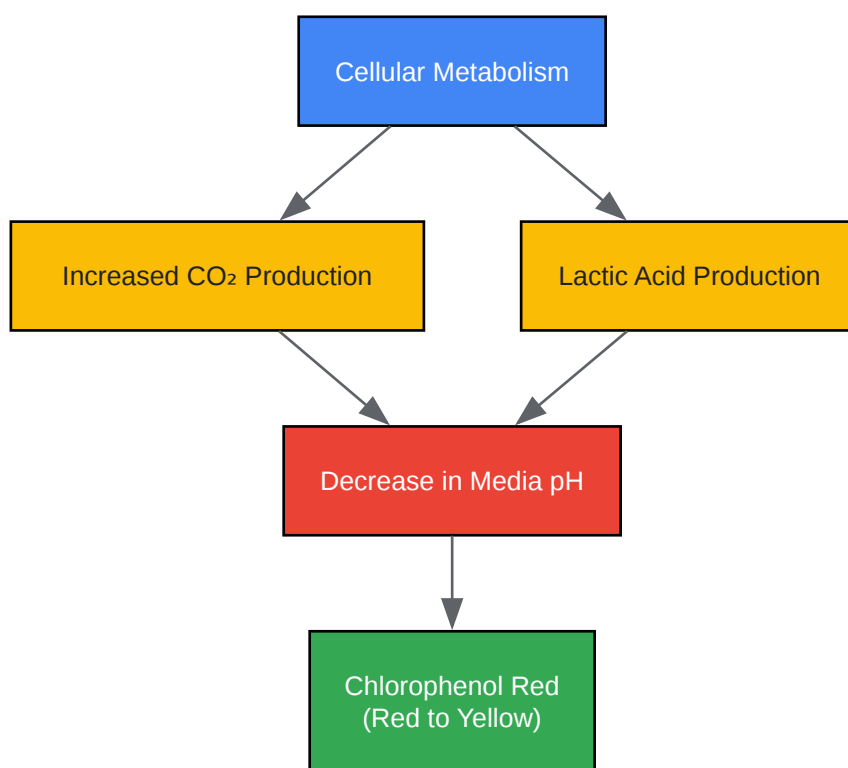 Cellular Metabolism
Increased CO₂ Production
Lactic Acid Production
Decrease in Media pH
Chlorophenol Red
(Red to Yellow)